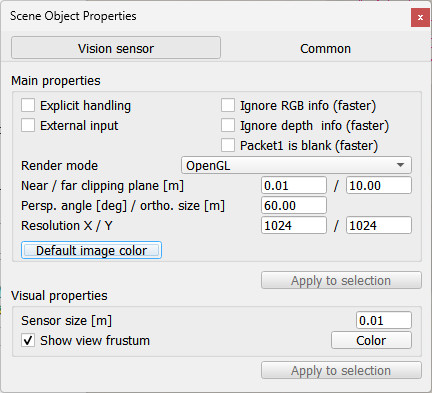 Scene Object Properties
x
Vision sensor Common
Main properties
Explicit handling Ignore RGB info (faster)
External input Ignore depth info (faster)
Packet1 is blank (faster)
Render mode OpenGL
Near / far clipping plane [m] 0.01 / 10.00
Persp. angle [deg] / ortho. size [m] 60.00
Resolution X / Y 1024 / 1024
Default image color
Apply to selection
Visual properties
Sensor size [m] 0.01
Show view frustum Color
Apply to selection